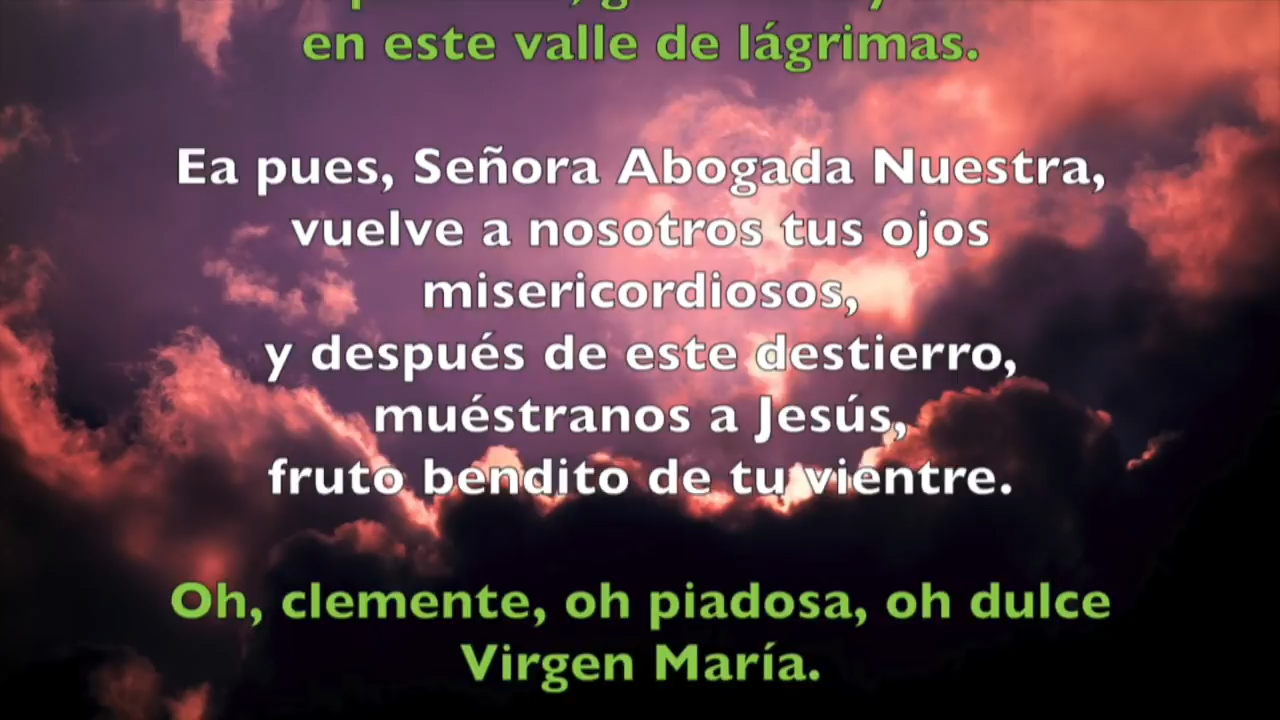 en este valle de lágrimas.
Ea pues, Señora Abogada Nuestra,
vuelve a nosotros tus ojos
misericordiosos,
y después de este destierro,
muéstranos a Jesús,
fruto bendito de tu vientre.
Oh, clemente, oh piadosa, oh dulce
Virgen María.